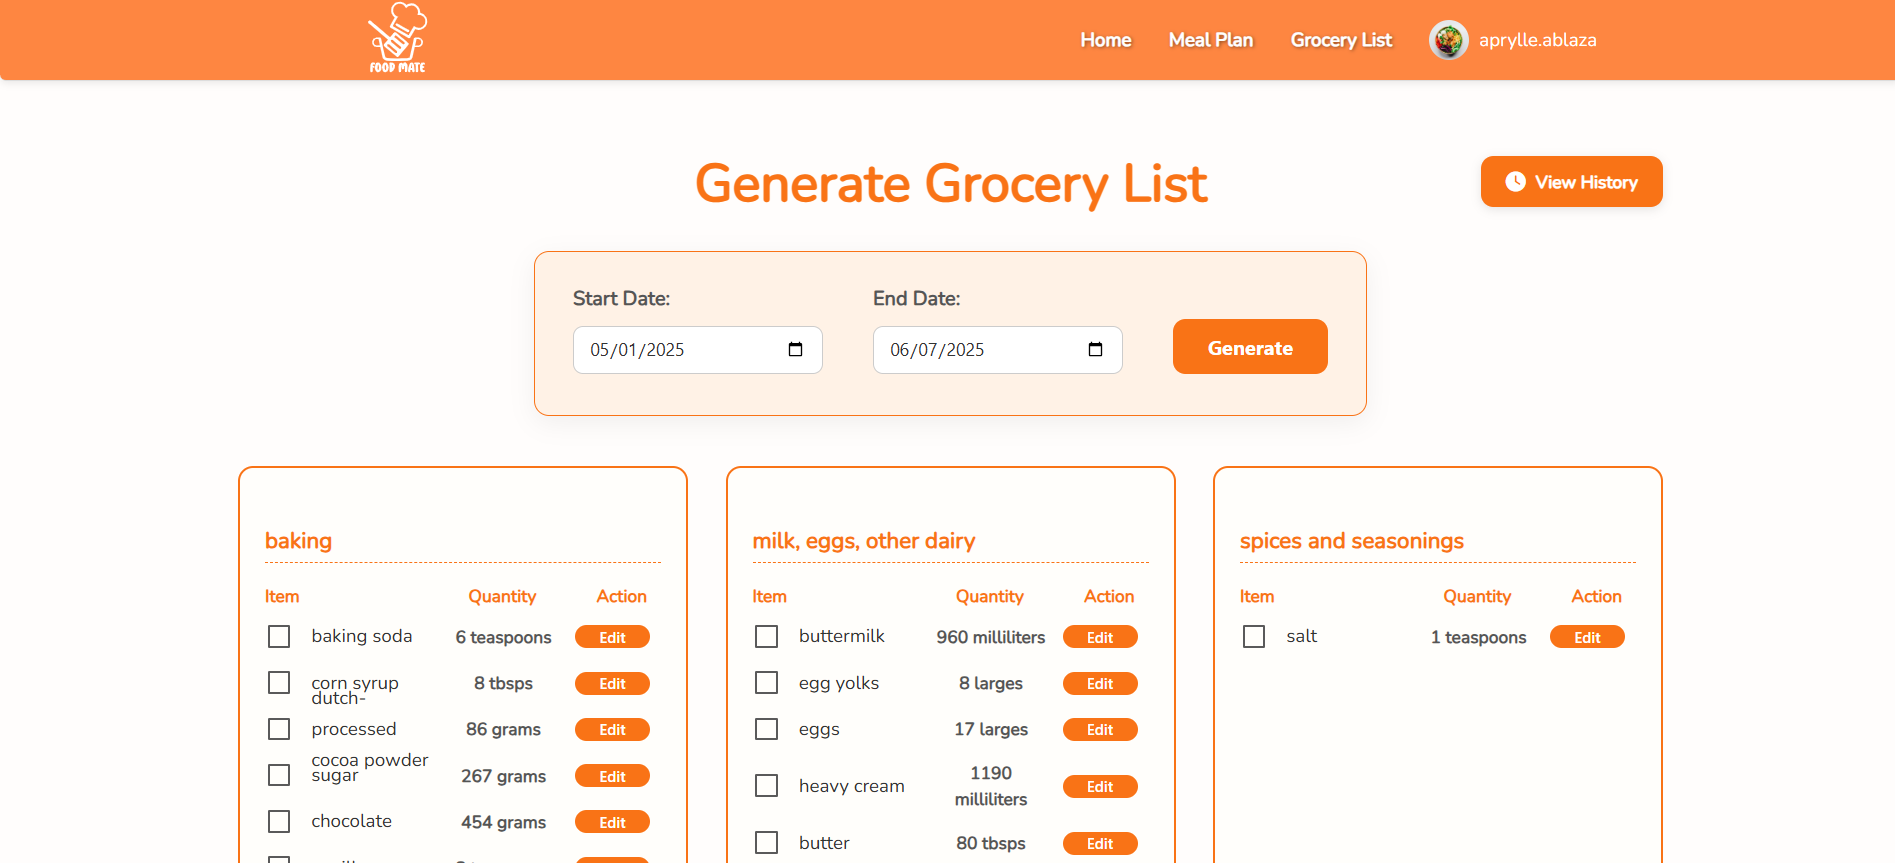 FOOD MATE
Home Meal Plan Grocery List aprylle.ablaza
Generate Grocery List
View History
Start Date: End Date:
05/01/2025 06/07/2025 Generate
baking
Item Quantity Action
baking soda 6 teaspoons Edit
corn syrup 8 tbsps Edit
dutch-
processed 86 grams Edit
cocoa powder
sugar 267 grams Edit
chocolate 454 grams Edit
milk, eggs, other dairy
Item Quantity Action
buttermilk 960 milliliters Edit
egg yolks 8 larges Edit
eggs 17 larges Edit
heavy cream 1190 milliliters Edit
butter 80 tbsps Edit
spices and seasonings
Item Quantity Action
salt 1 teaspoons Edit